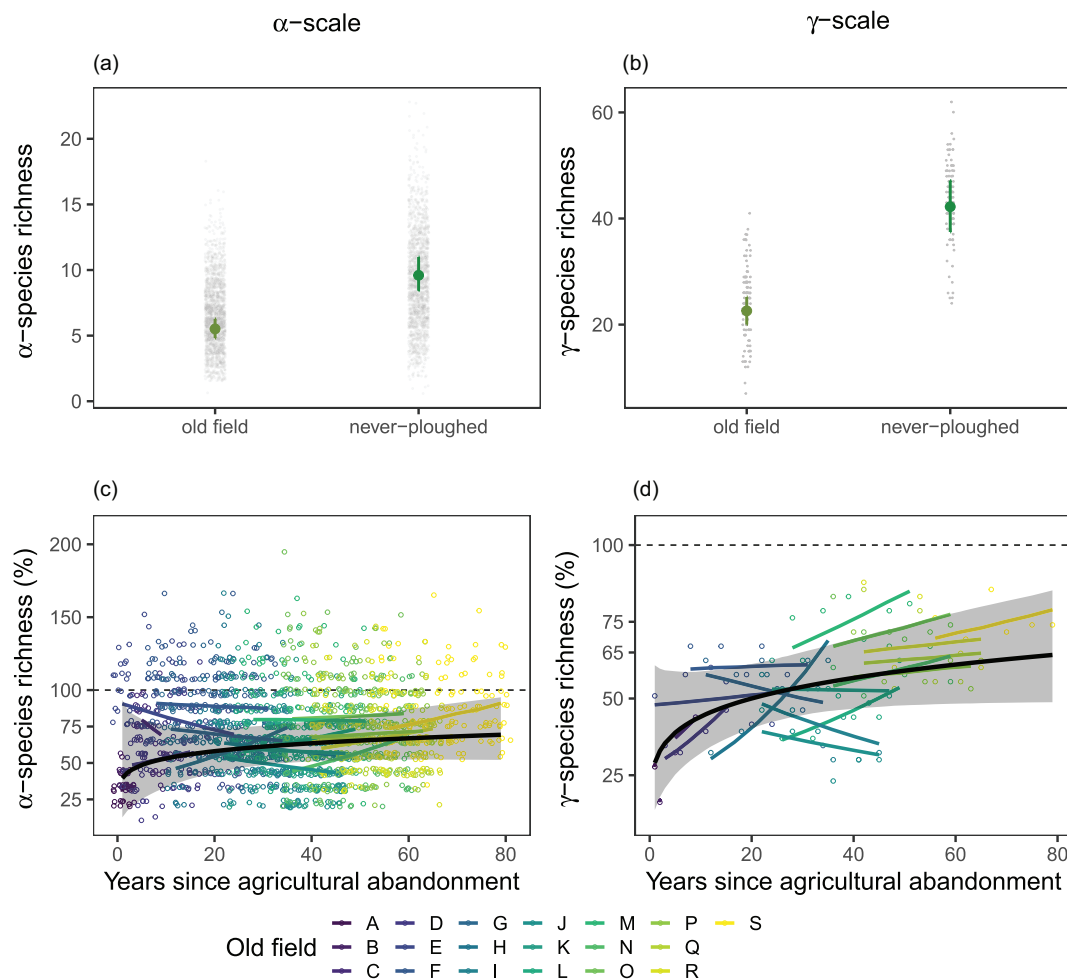 α−scale
γ−scale
(a)
(b)
α−species richness
20
15
10
5
0
old field
never−ploughed
γ−species richness
60
40
20
old field
never−ploughed
(c)
(d)
α−species richness (%)
200
150
100
75
50
25
0
20
40
60
80
Years since agricultural abandonment
γ−species richness (%)
100
75
65
50
25
0
20
40
60
80
Years since agricultural abandonment
Old field
A D G J M P S
B E H K N Q
C F I L O R